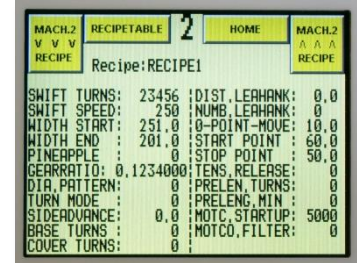 MACH.2 RECIPETABLE 2 HOME MACH.2
V V V Λ Λ Λ
RECIPE RECIPE
Recipe:RECIPE1
SWIFT TURNS: 23456 DIST,LEAHANK: 0,0
SWIFT SPEED: 250 NUMB,LEAHANK: 0
WIDTH START: 251,0 0-POINT-MOVE: 10,0
WIDTH END : 201,0 START POINT : 60,0
PINEAPPLE : 0 STOP POINT : 50,0
GEARRATIO: 0,1234000 TENS,RELEASE: 0
DIA,PATTERN: 0 PRELEN,TURNS: 0
TURN MODE : 0 PRELENG,MIN : 0
SIDEADVANCE: 0,0 MOTC,STARTUP: 5000
BASE TURNS : 0 MOTCO,FILTER: 0
COVER TURNS: 0